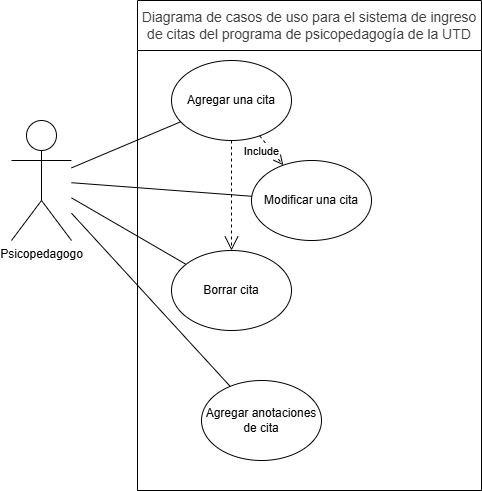 Diagrama de casos de uso para el sistema de ingreso
de citas del programa de psicopedagogía de la UTD
Agregar una cita
Include
Modificar una cita
Psicopedagogo
Borrar cita
Agregar anotaciones
de cita